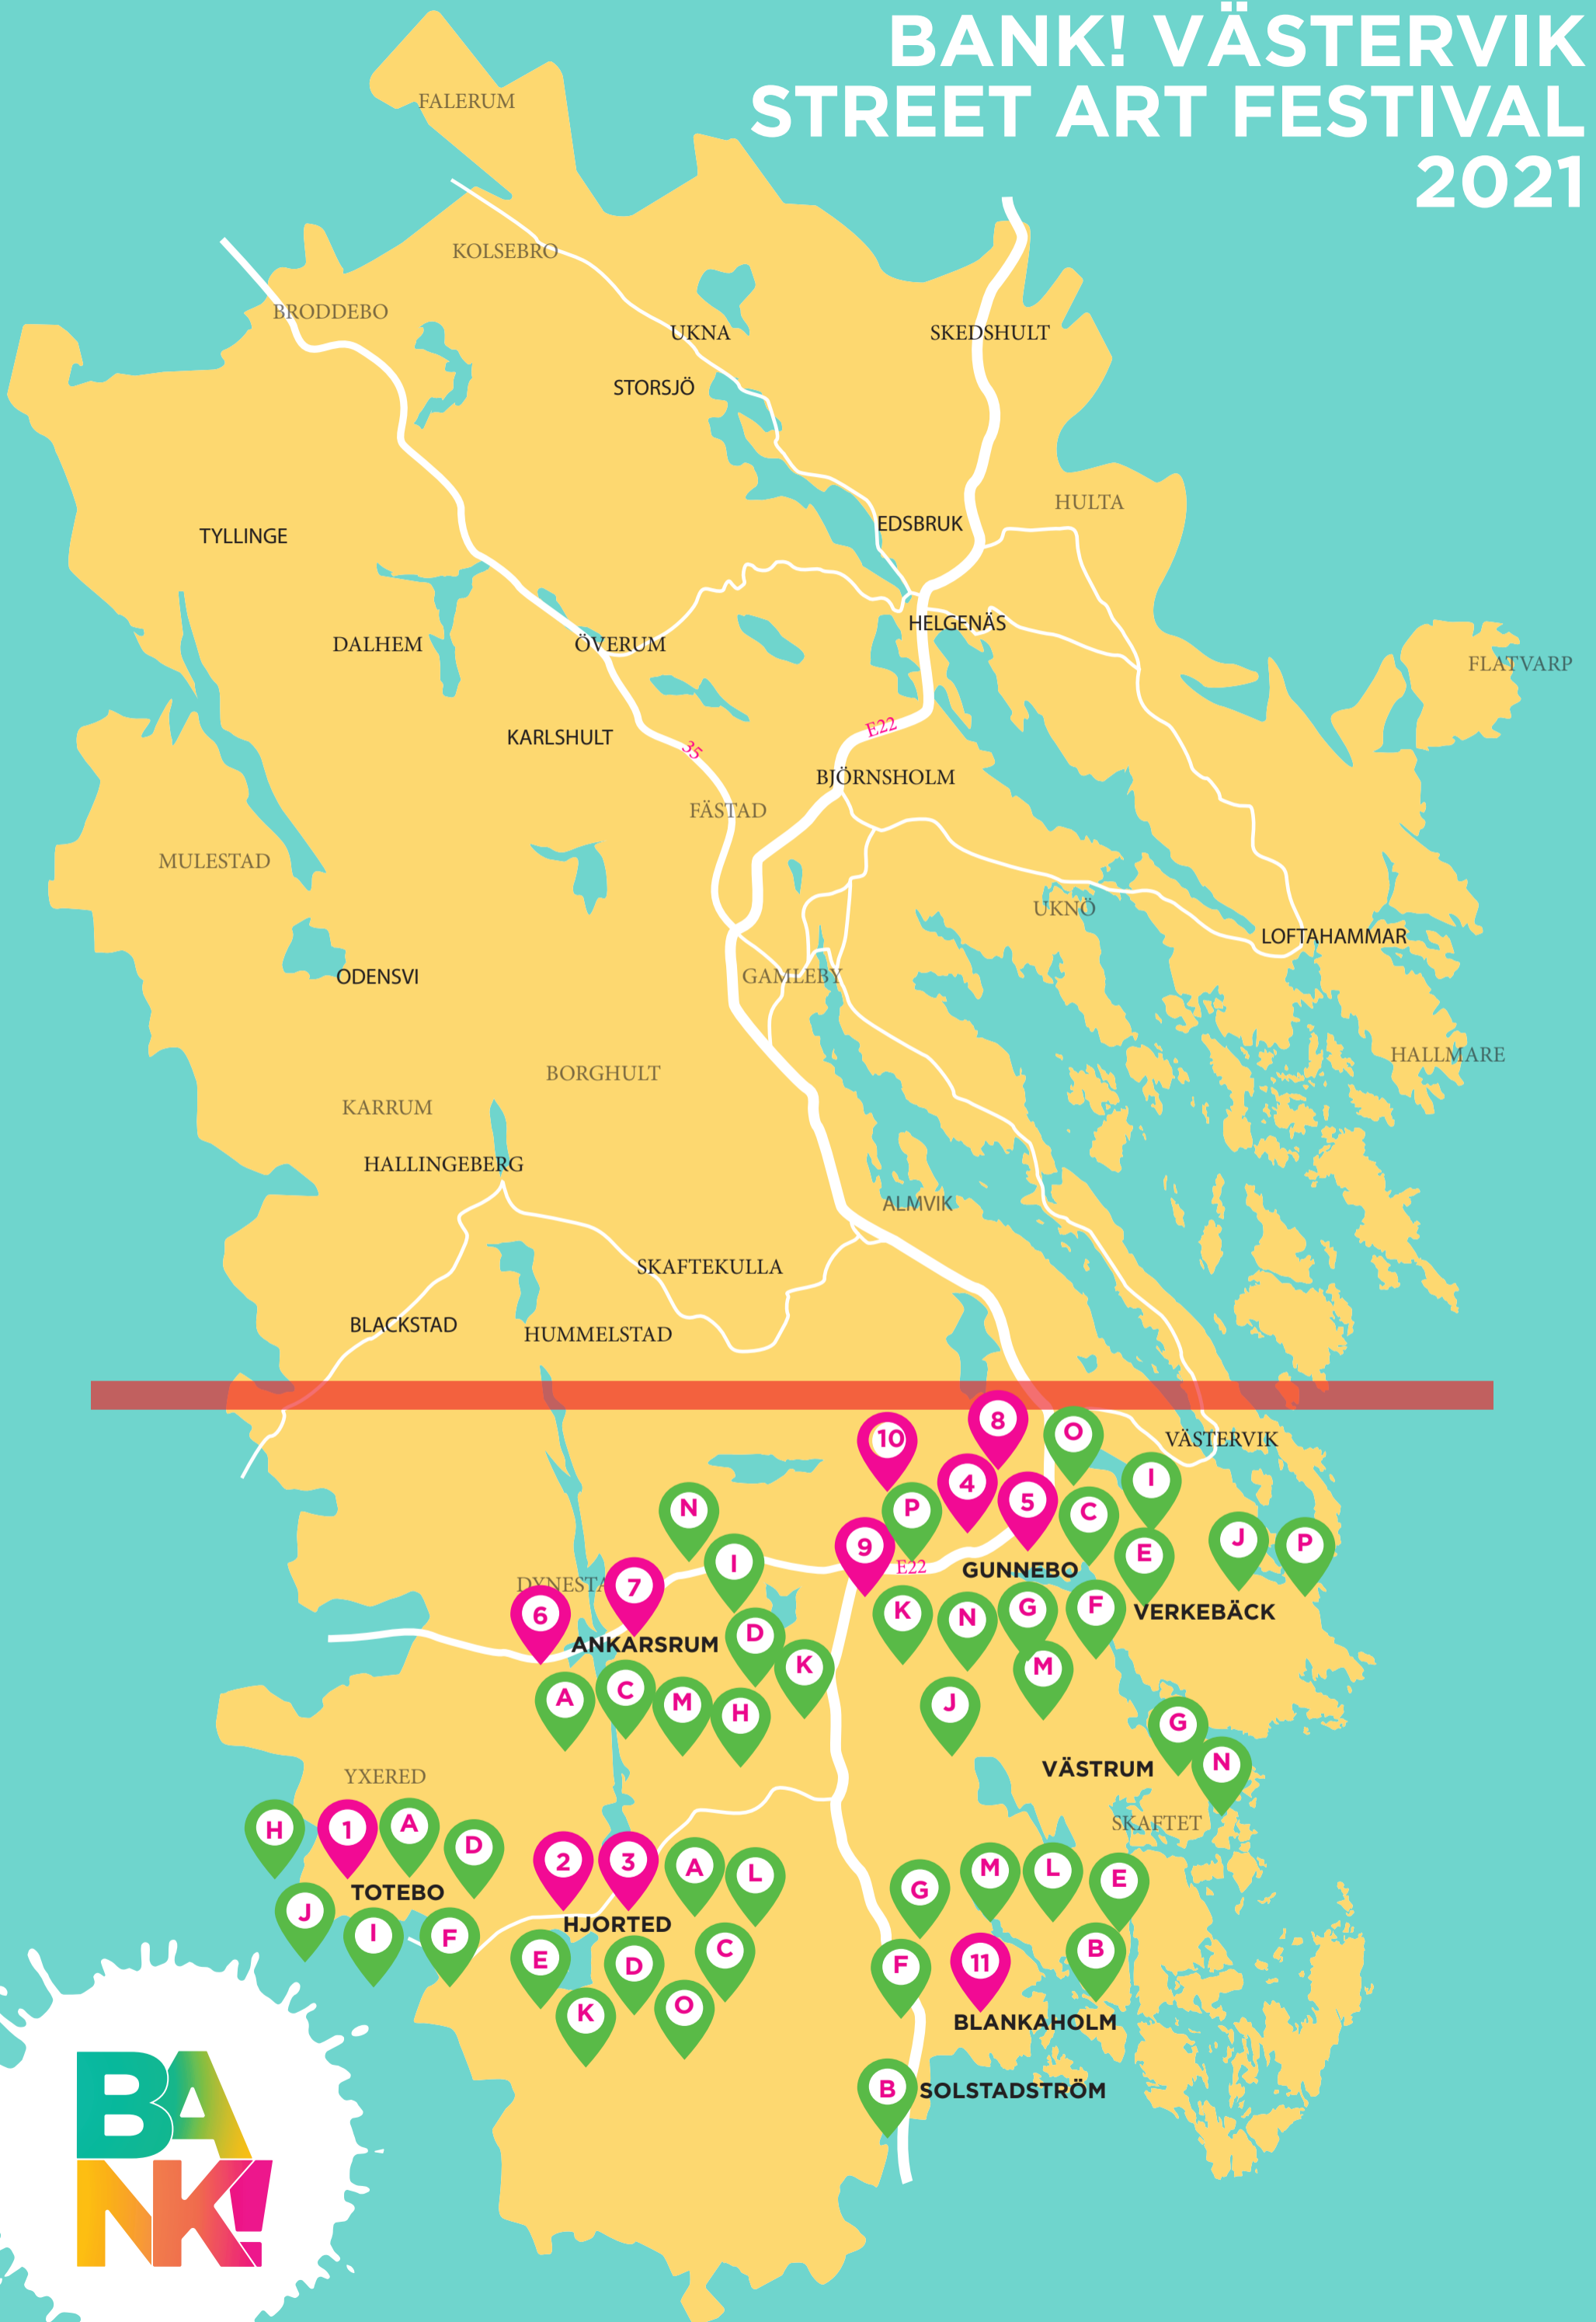 BANK! VÄSTERVIK
STREET ART FESTIVAL
2021
FALERUM
KOLSEBRO
BRODDEBO
UKNA
SKEDSHULT
STORSJÖ
HULTA
EDSBRUK
TYLLINGE
HELGENÄS
DALHEM
ÖVERUM
FLATVARP
E22
KARLSHULT
35
BJÖRNSHOLM
FÄSTAD
MULESTAD
UKNÖ
LOFTAHAMMAR
ODENSVI
GAMLEBY
HALLMARE
BORGHULT
KARRUM
HALLINGEBERG
ALMVIK
SKAFTEKULLA
BLACKSTAD
HUMMELSTAD
8
10
O
VÄSTERVIK
4
I
5
N
P
C
J
P
9
E
I
E22
GUNNEBO
DYNESTA
7
6
K
N
G
F
VERKEBÄCK
D
ANKARSRUM
K
M
A
C
M
H
J
G
VÄSTRUM
N
YXERED
SKAFTET
H
1
A
D
2
3
A
L
G
M
L
E
TOTEBO
J
HJORTED
I
F
E
D
C
F
11
B
K
O
BLANKAHOLM
B
SOLSTADSTRÖM
BA
NK!